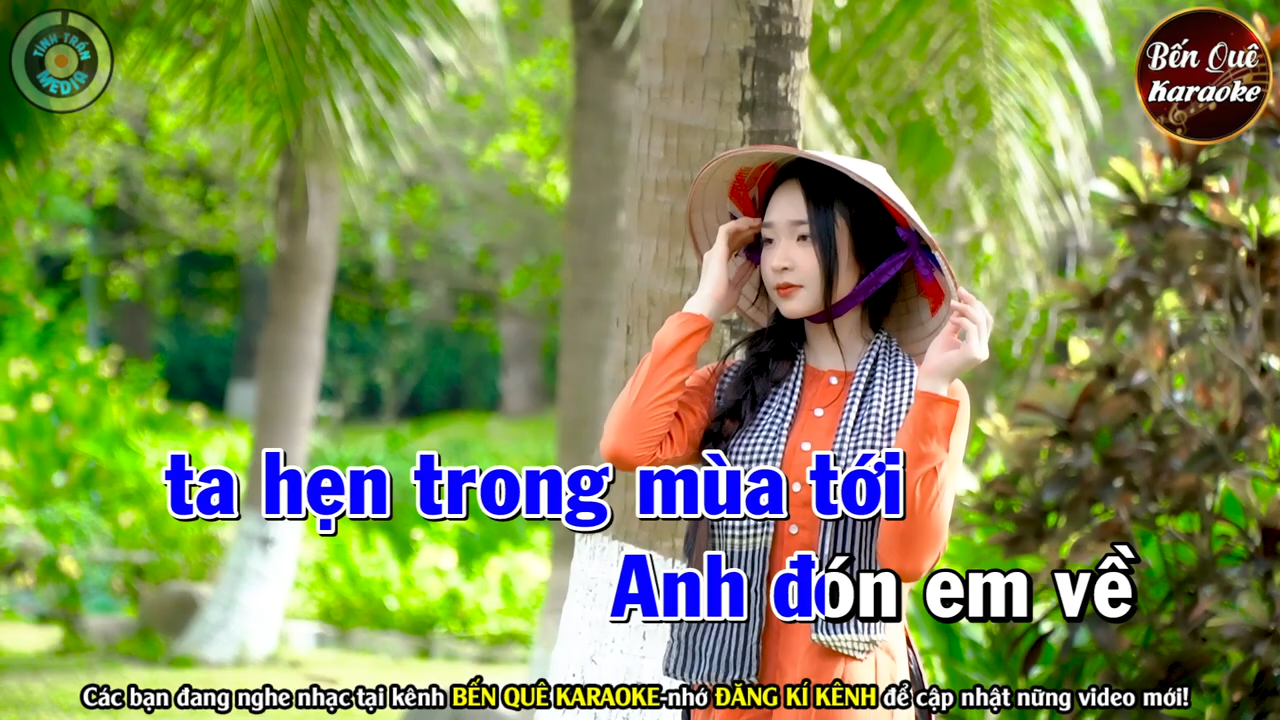 TÌNH TRẦN
MEDIA
Bến Quê
Karaoke
ta hẹn trong mùa tới
Anh đón em về
Các bạn đang nghe nhạc tại kênh BẾN QUÊ KARAOKE-nhớ ĐĂNG KÍ KÊNH để cập nhật nững video mới!